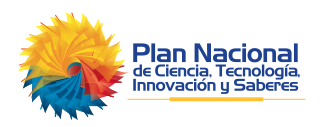 Plan Nacional
de Ciencia, Tecnología,
Innovación y Saberes